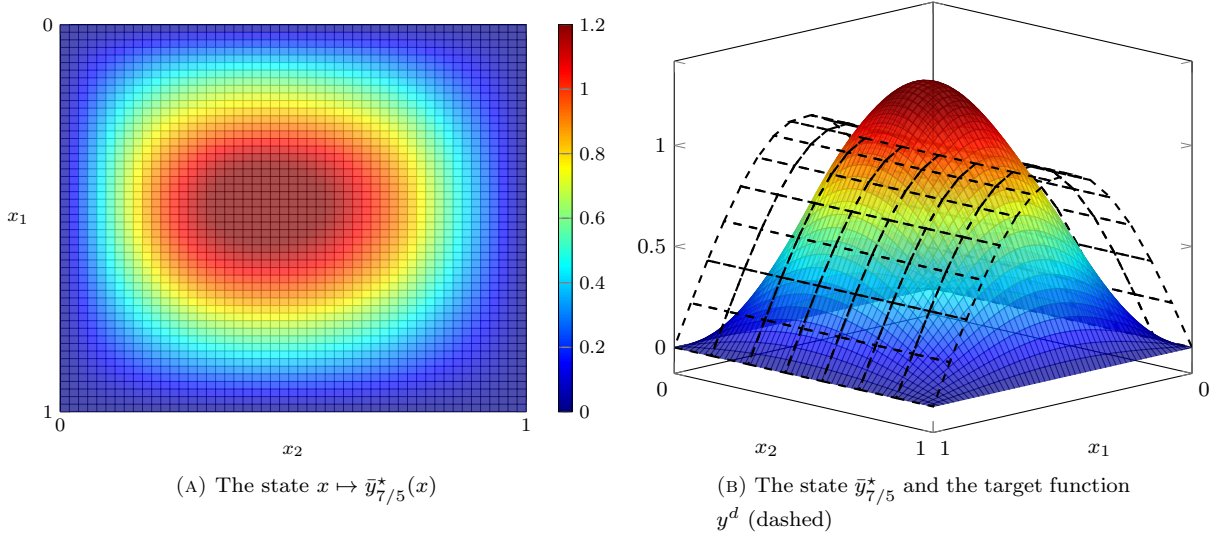 0
x₁
1
0
1
x₂
1.2
1
0.8
0.6
0.4
0.2
0
(A) The state x ↦ ȳ⋆₇/₅(x)
1
0.5
0
0
x₂
1
1
x₁
0
(B) The state ȳ⋆₇/₅ and the target function
yᵈ (dashed)